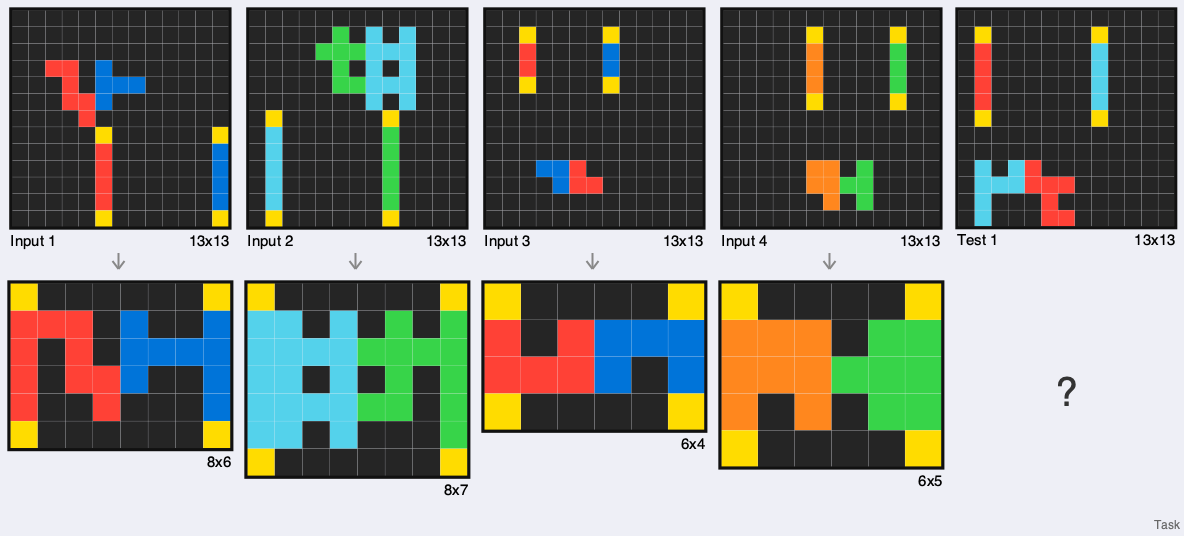 Input 1 13x13
Input 2 13x13
Input 3 13x13
Input 4 13x13
Test 1 13x13
8x6
8x7
6x4
6x5
?
Task